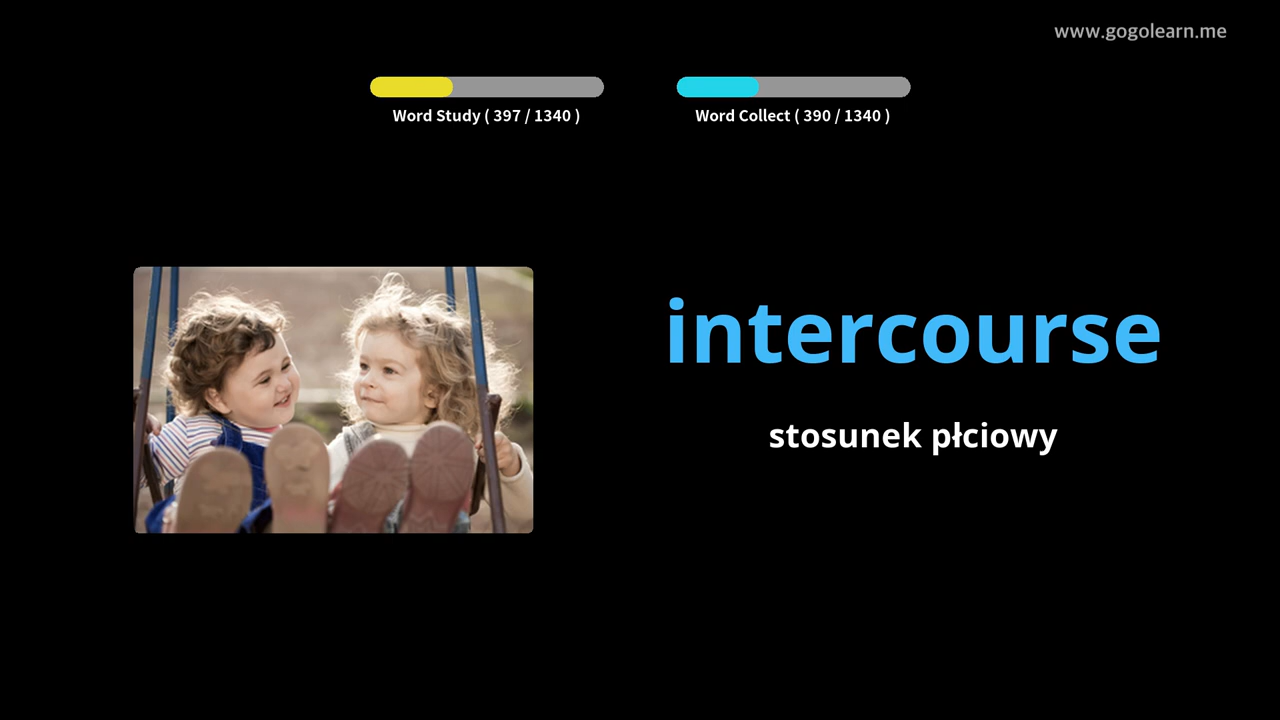 www.gogolearn.me
Word Study ( 397 / 1340 )
Word Collect ( 390 / 1340 )
intercourse
stosunek płciowy